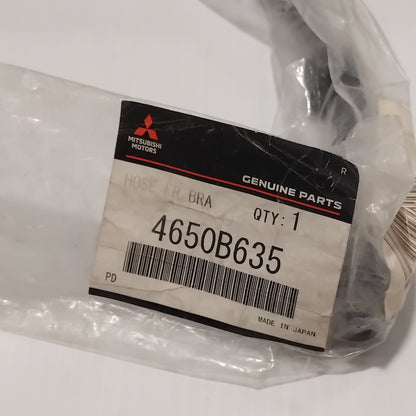 MITSUBISHI
MOTORS
R
GENUINE PARTS
HOSE FR BRA
QTY: 1
4650B635
PD
MADE IN JAPAN